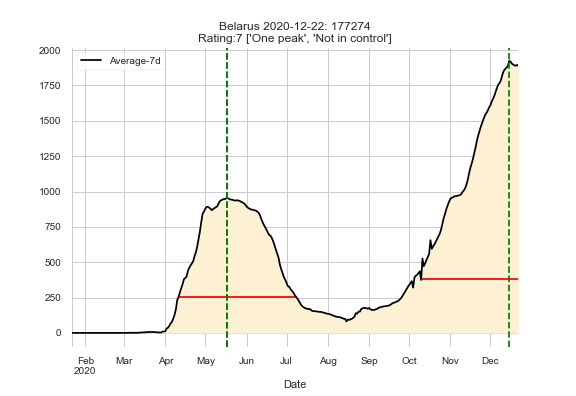 Belarus 2020-12-22: 177274
Rating:7 ['One peak', 'Not in control']
Average-7d
2000
1750
1500
1250
1000
750
500
250
0
Feb Mar Apr May Jun Jul Aug Sep Oct Nov Dec
2020
Date